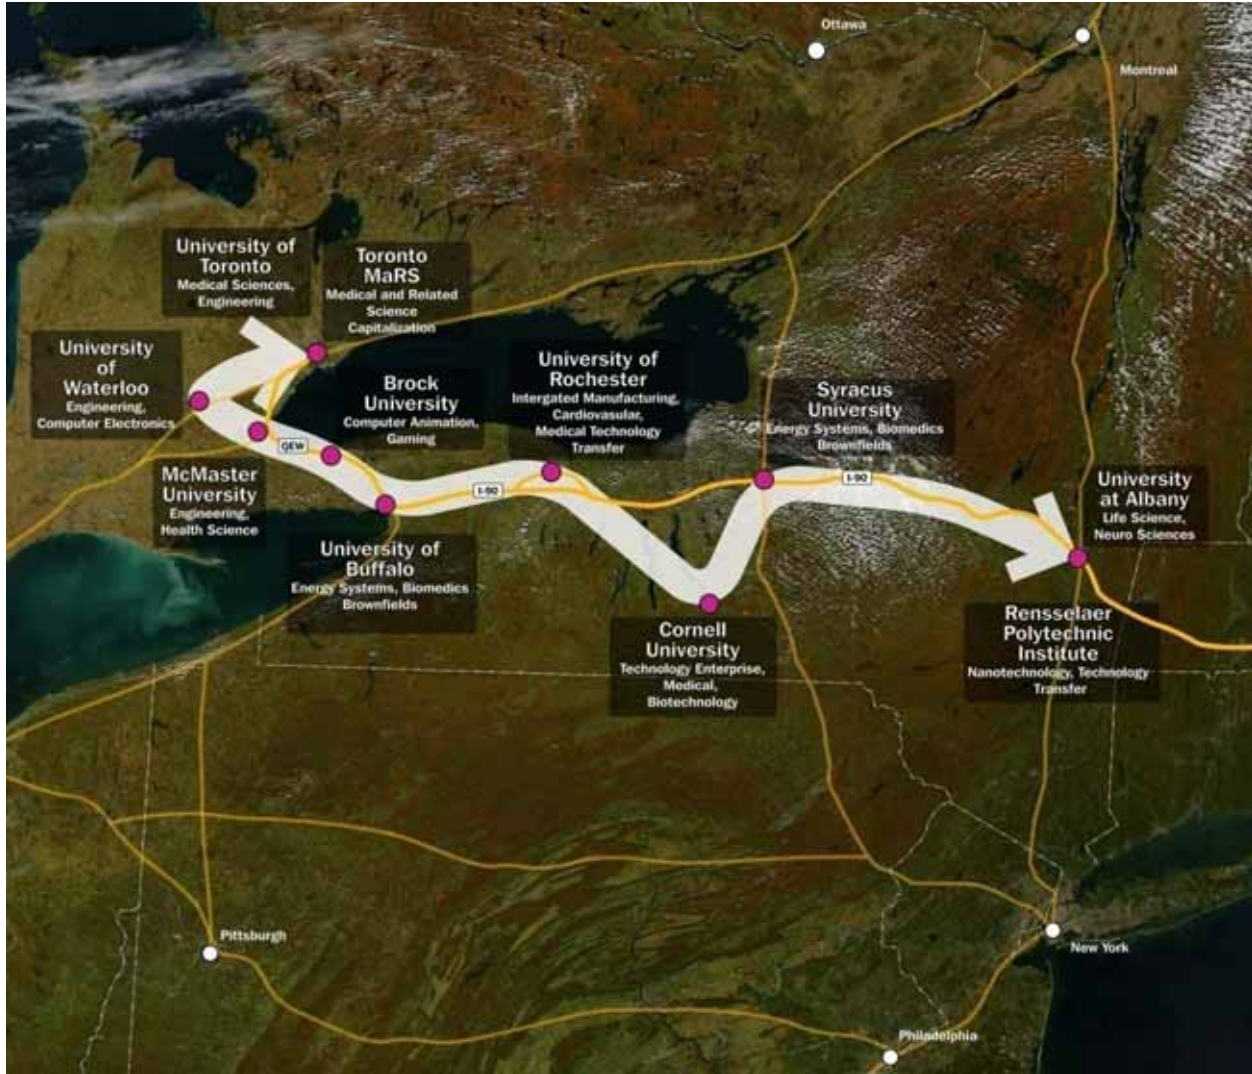 Ottawa
Montreal
University of
Toronto
Medical Sciences,
Engineering
Toronto
MaRS
Medical and Related
Science
Capitalization
University
of
Waterloo
Engineering,
Computer Electronics
Brock
University
Computer Animation,
Gaming
University of
Rochester
Intergated Manufacturing,
Cardiovosular,
Medical Technology
Transfer
Syracus
University
Energy Systems, Biomedics
Brownfields
QEW
I-90
I-90
McMaster
University
Engineering,
Health Science
University
at Albany
Life Science,
Neuro Sciences
University of
Buffalo
Energy Systems, Biomedics
Brownfields
Cornell
University
Technology Enterprise,
Medical,
Biotechnology
Rensselaer
Polytechnic
Institute
Nanotechnology, Technology
Transfer
Pittsburgh
New York
Philadelphia